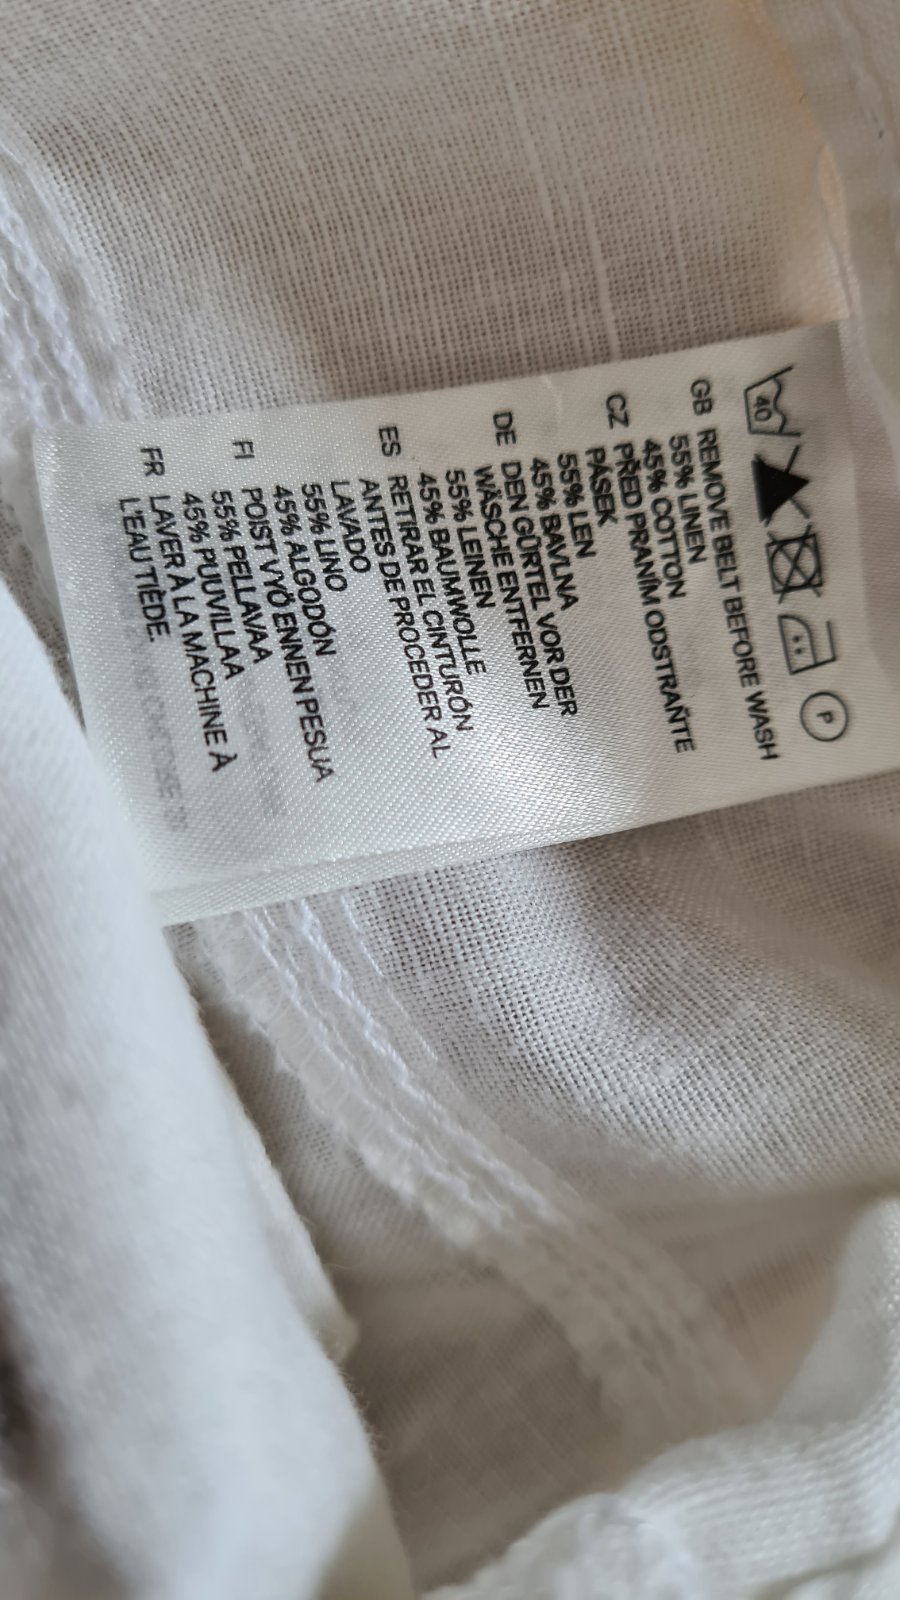 40 P
GB REMOVE BELT BEFORE WASH
55% LINEN
45% COTTON
CZ PŘED PRANÍM ODSTRAŇTE
PÁSEK
55% LEN
45% BAVLNA
DE DEN GÜRTEL VOR DER
WÄSCHE ENTFERNEN
55% LEINEN
45% BAUMWOLLE
ES RETIRAR EL CINTURÓN
ANTES DE PROCEDER AL
LAVADO
55% LINO
45% ALGODÓN
FI POIST VYÖ ENNEN PESUA
55% PELLAVAA
45% PUUVILLAA
FR LAVER À LA MACHINE À
L'EAU TIÈDE.